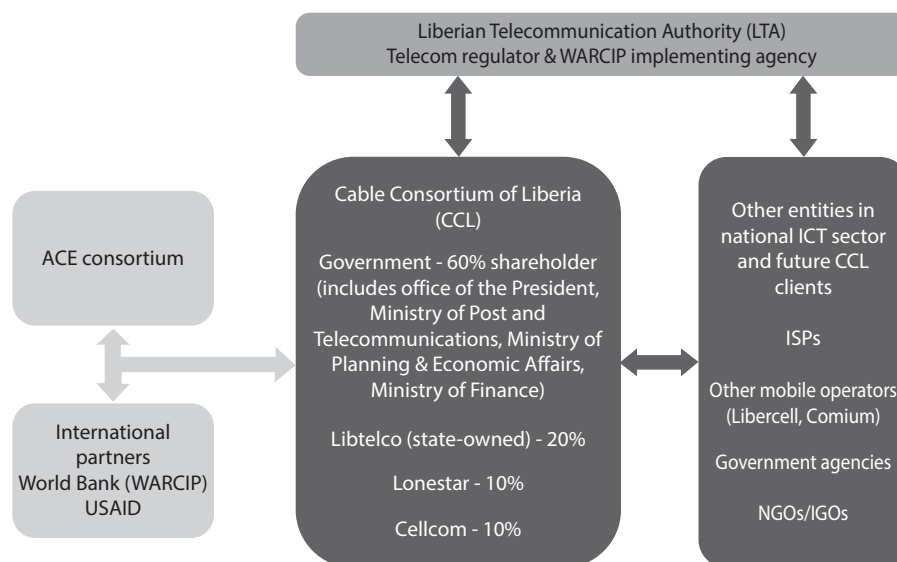 Liberian Telecommunication Authority (LTA)
Telecom regulator & WARCIP implementing agency
ACE consortium
International
partners
World Bank (WARCIP)
USAID
Cable Consortium of Liberia
(CCL)
Government - 60% shareholder
(includes office of the President,
Ministry of Post and
Telecommunications, Ministry of
Planning & Economic Affairs,
Ministry of Finance)
Libtelco (state-owned) - 20%
Lonestar - 10%
Cellcom - 10%
Other entities in
national ICT sector
and future CCL
clients
ISPs
Other mobile operators
(Libercell, Comium)
Government agencies
NGOs/IGOs